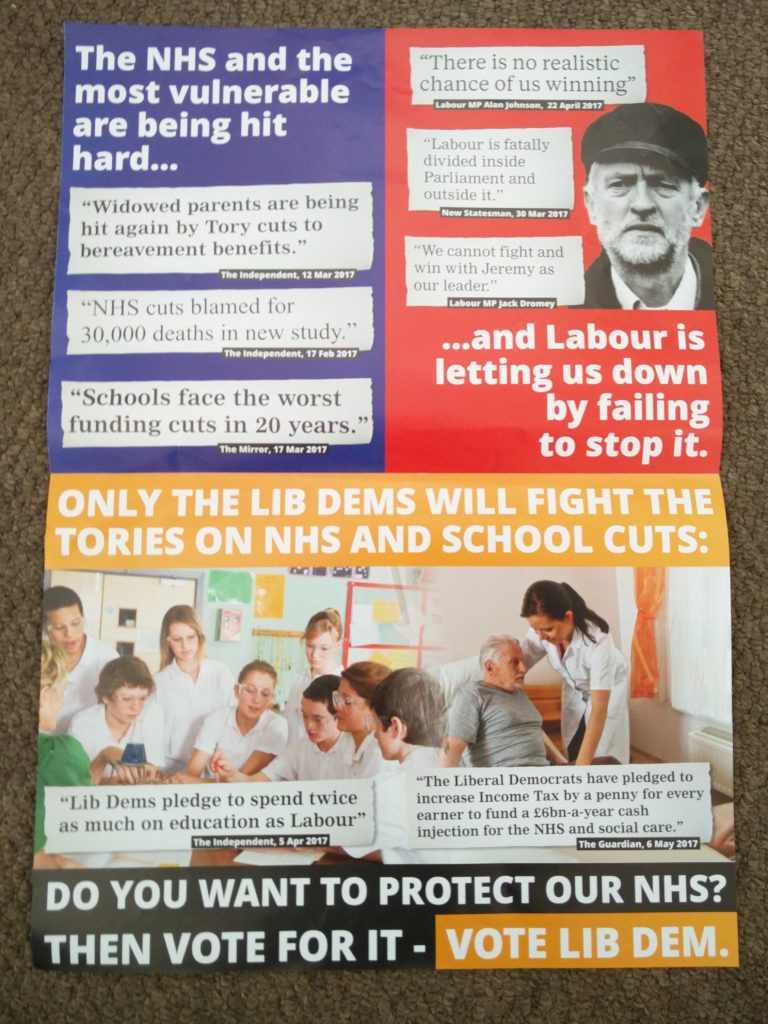 The NHS and the
most vulnerable
are being hit
hard...
“Widowed parents are being
hit again by Tory cuts to
bereavement benefits.”
The Independent, 12 Mar 2017
“NHS cuts blamed for
30,000 deaths in new study.”
The Independent, 17 Feb 2017
“Schools face the worst
funding cuts in 20 years.”
The Mirror, 17 Mar 2017
“There is no realistic
chance of us winning”
Labour MP Alan Johnson, 22 April 2017
“Labour is fatally
divided inside
Parliament and
outside it.”
New Statesman, 30 Mar 2017
“We cannot fight and
win with Jeremy as
our leader.”
Labour MP Jack Dromey
...and Labour is
letting us down
by failing
to stop it.
ONLY THE LIB DEMS WILL FIGHT THE
TORIES ON NHS AND SCHOOL CUTS:
“Lib Dems pledge to spend twice
as much on education as Labour”
The Independent, 5 Apr 2017
“The Liberal Democrats have pledged to
increase Income Tax by a penny for every
earner to fund a £6bn-a-year cash
injection for the NHS and social care.”
The Guardian, 6 May 2017
DO YOU WANT TO PROTECT OUR NHS?
THEN VOTE FOR IT - VOTE LIB DEM.